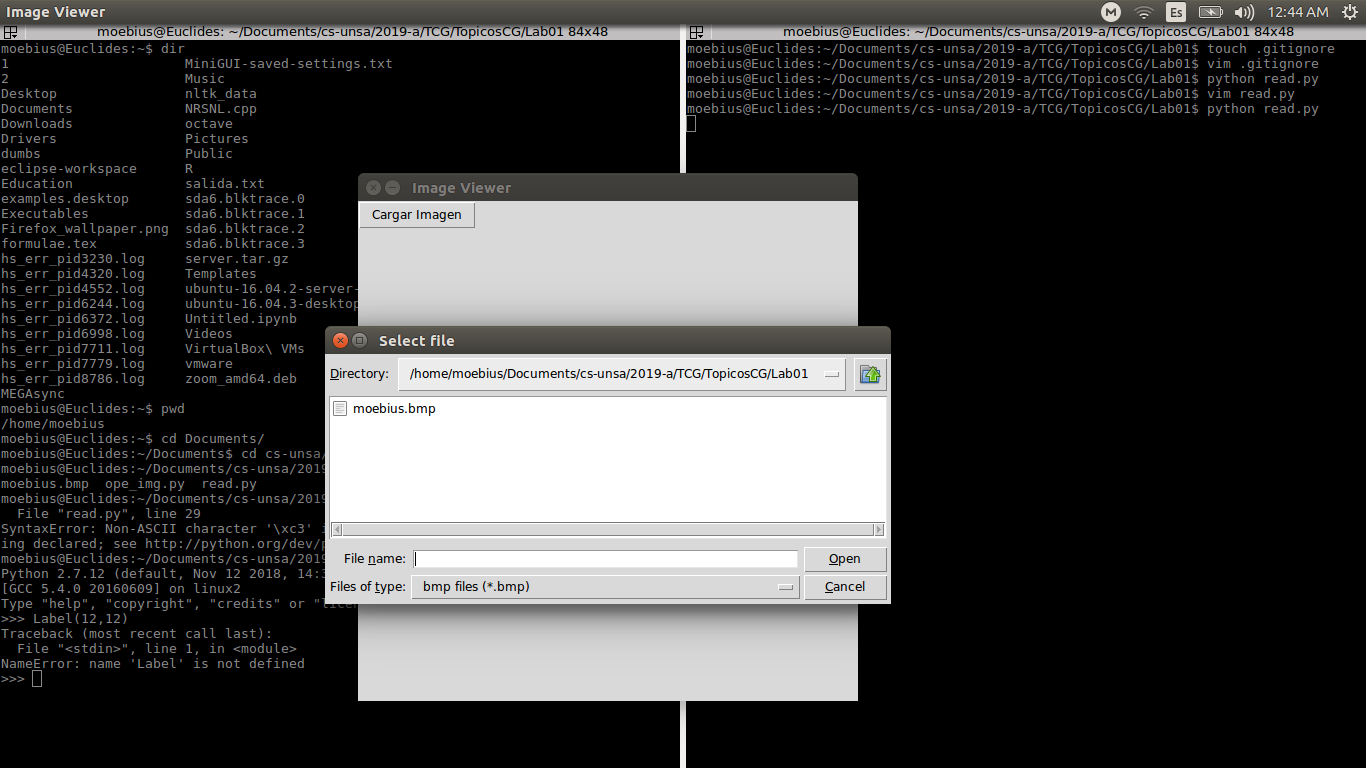 Image Viewer
M
Es
12:44 AM
moebius@Euclides: ~/Documents/cs-unsa/2019-a/TCG/TopicosCG/Lab01 84x48
moebius@Euclides:~$ dir
1 MiniGUI-saved-settings.txt
2 Music
Desktop nltk_data
Documents NRSNL.cpp
Downloads octave
Drivers Pictures
dumbs Public
eclipse-workspace R
Education salida.txt
examples.desktop sda6.blktrace.0
Executables sda6.blktrace.1
Firefox_wallpaper.png sda6.blktrace.2
formulae.tex sda6.blktrace.3
hs_err_pid3230.log server.tar.gz
hs_err_pid4320.log Templates
hs_err_pid4552.log ubuntu-16.04.2-server-
hs_err_pid6244.log ubuntu-16.04.3-desktop
hs_err_pid6372.log Untitled.ipynb
hs_err_pid6998.log Videos
hs_err_pid7711.log VirtualBox\ VMs
hs_err_pid7779.log vmware
hs_err_pid8786.log zoom_amd64.deb
MEGAsync
moebius@Euclides:~$ pwd
/home/moebius
moebius@Euclides:~$ cd Documents/
moebius@Euclides:~/Documents$ cd cs-unsa/
moebius@Euclides:~/Documents/cs-unsa/2019
moebius.bmp ope_img.py read.py
moebius@Euclides:~/Documents/cs-unsa/2019
File "read.py", line 29
SyntaxError: Non-ASCII character '\xc3' i
ing declared; see http://python.org/dev/p
moebius@Euclides:~/Documents/cs-unsa/2019
Python 2.7.12 (default, Nov 12 2018, 14:3
[GCC 5.4.0 20160609] on linux2
Type "help", "copyright", "credits" or "licen
>>> Label(12,12)
Traceback (most recent call last):
File "<stdin>", line 1, in <module>
NameError: name 'Label' is not defined
>>>
moebius@Euclides: ~/Documents/cs-unsa/2019-a/TCG/TopicosCG/Lab01 84x48
moebius@Euclides:~/Documents/cs-unsa/2019-a/TCG/TopicosCG/Lab01$ touch .gitignore
moebius@Euclides:~/Documents/cs-unsa/2019-a/TCG/TopicosCG/Lab01$ vim .gitignore
moebius@Euclides:~/Documents/cs-unsa/2019-a/TCG/TopicosCG/Lab01$ python read.py
moebius@Euclides:~/Documents/cs-unsa/2019-a/TCG/TopicosCG/Lab01$ vim read.py
moebius@Euclides:~/Documents/cs-unsa/2019-a/TCG/TopicosCG/Lab01$ python read.py
Image Viewer
Cargar Imagen
Select file
Directory: /home/moebius/Documents/cs-unsa/2019-a/TCG/TopicosCG/Lab01
moebius.bmp
File name: Open
Files of type: bmp files (*.bmp) Cancel